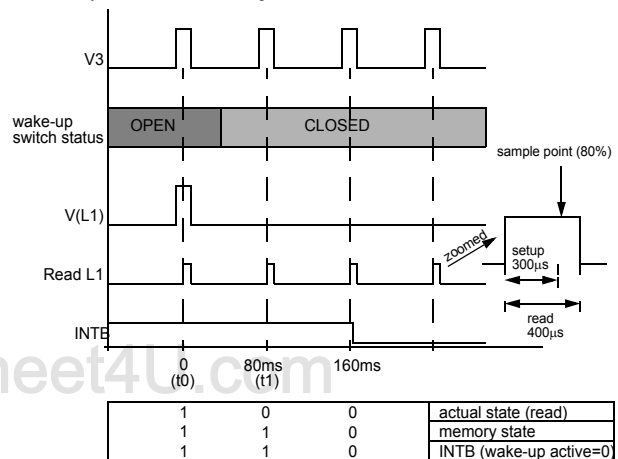 V3
wake-up
switch status
OPEN
CLOSED
sample point (80%)
V(L1)
zoomed
setup
300µs
Read L1
read
400µs
INTB
0
(t0)
80ms
(t1)
160ms
heet4U.com
1 0 0 actual state (read)
1 1 0 memory state
1 1 0 INTB (wake-up active=0)